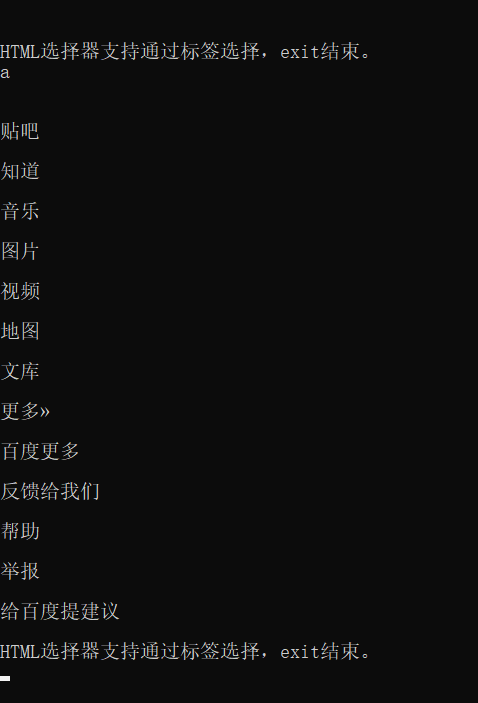 HTML选择器支持通过标签选择，exit结束。
a
贴吧
知道
音乐
图片
视频
地图
文库
更多»
百度更多
反馈给我们
帮助
举报
给百度提建议
HTML选择器支持通过标签选择，exit结束。